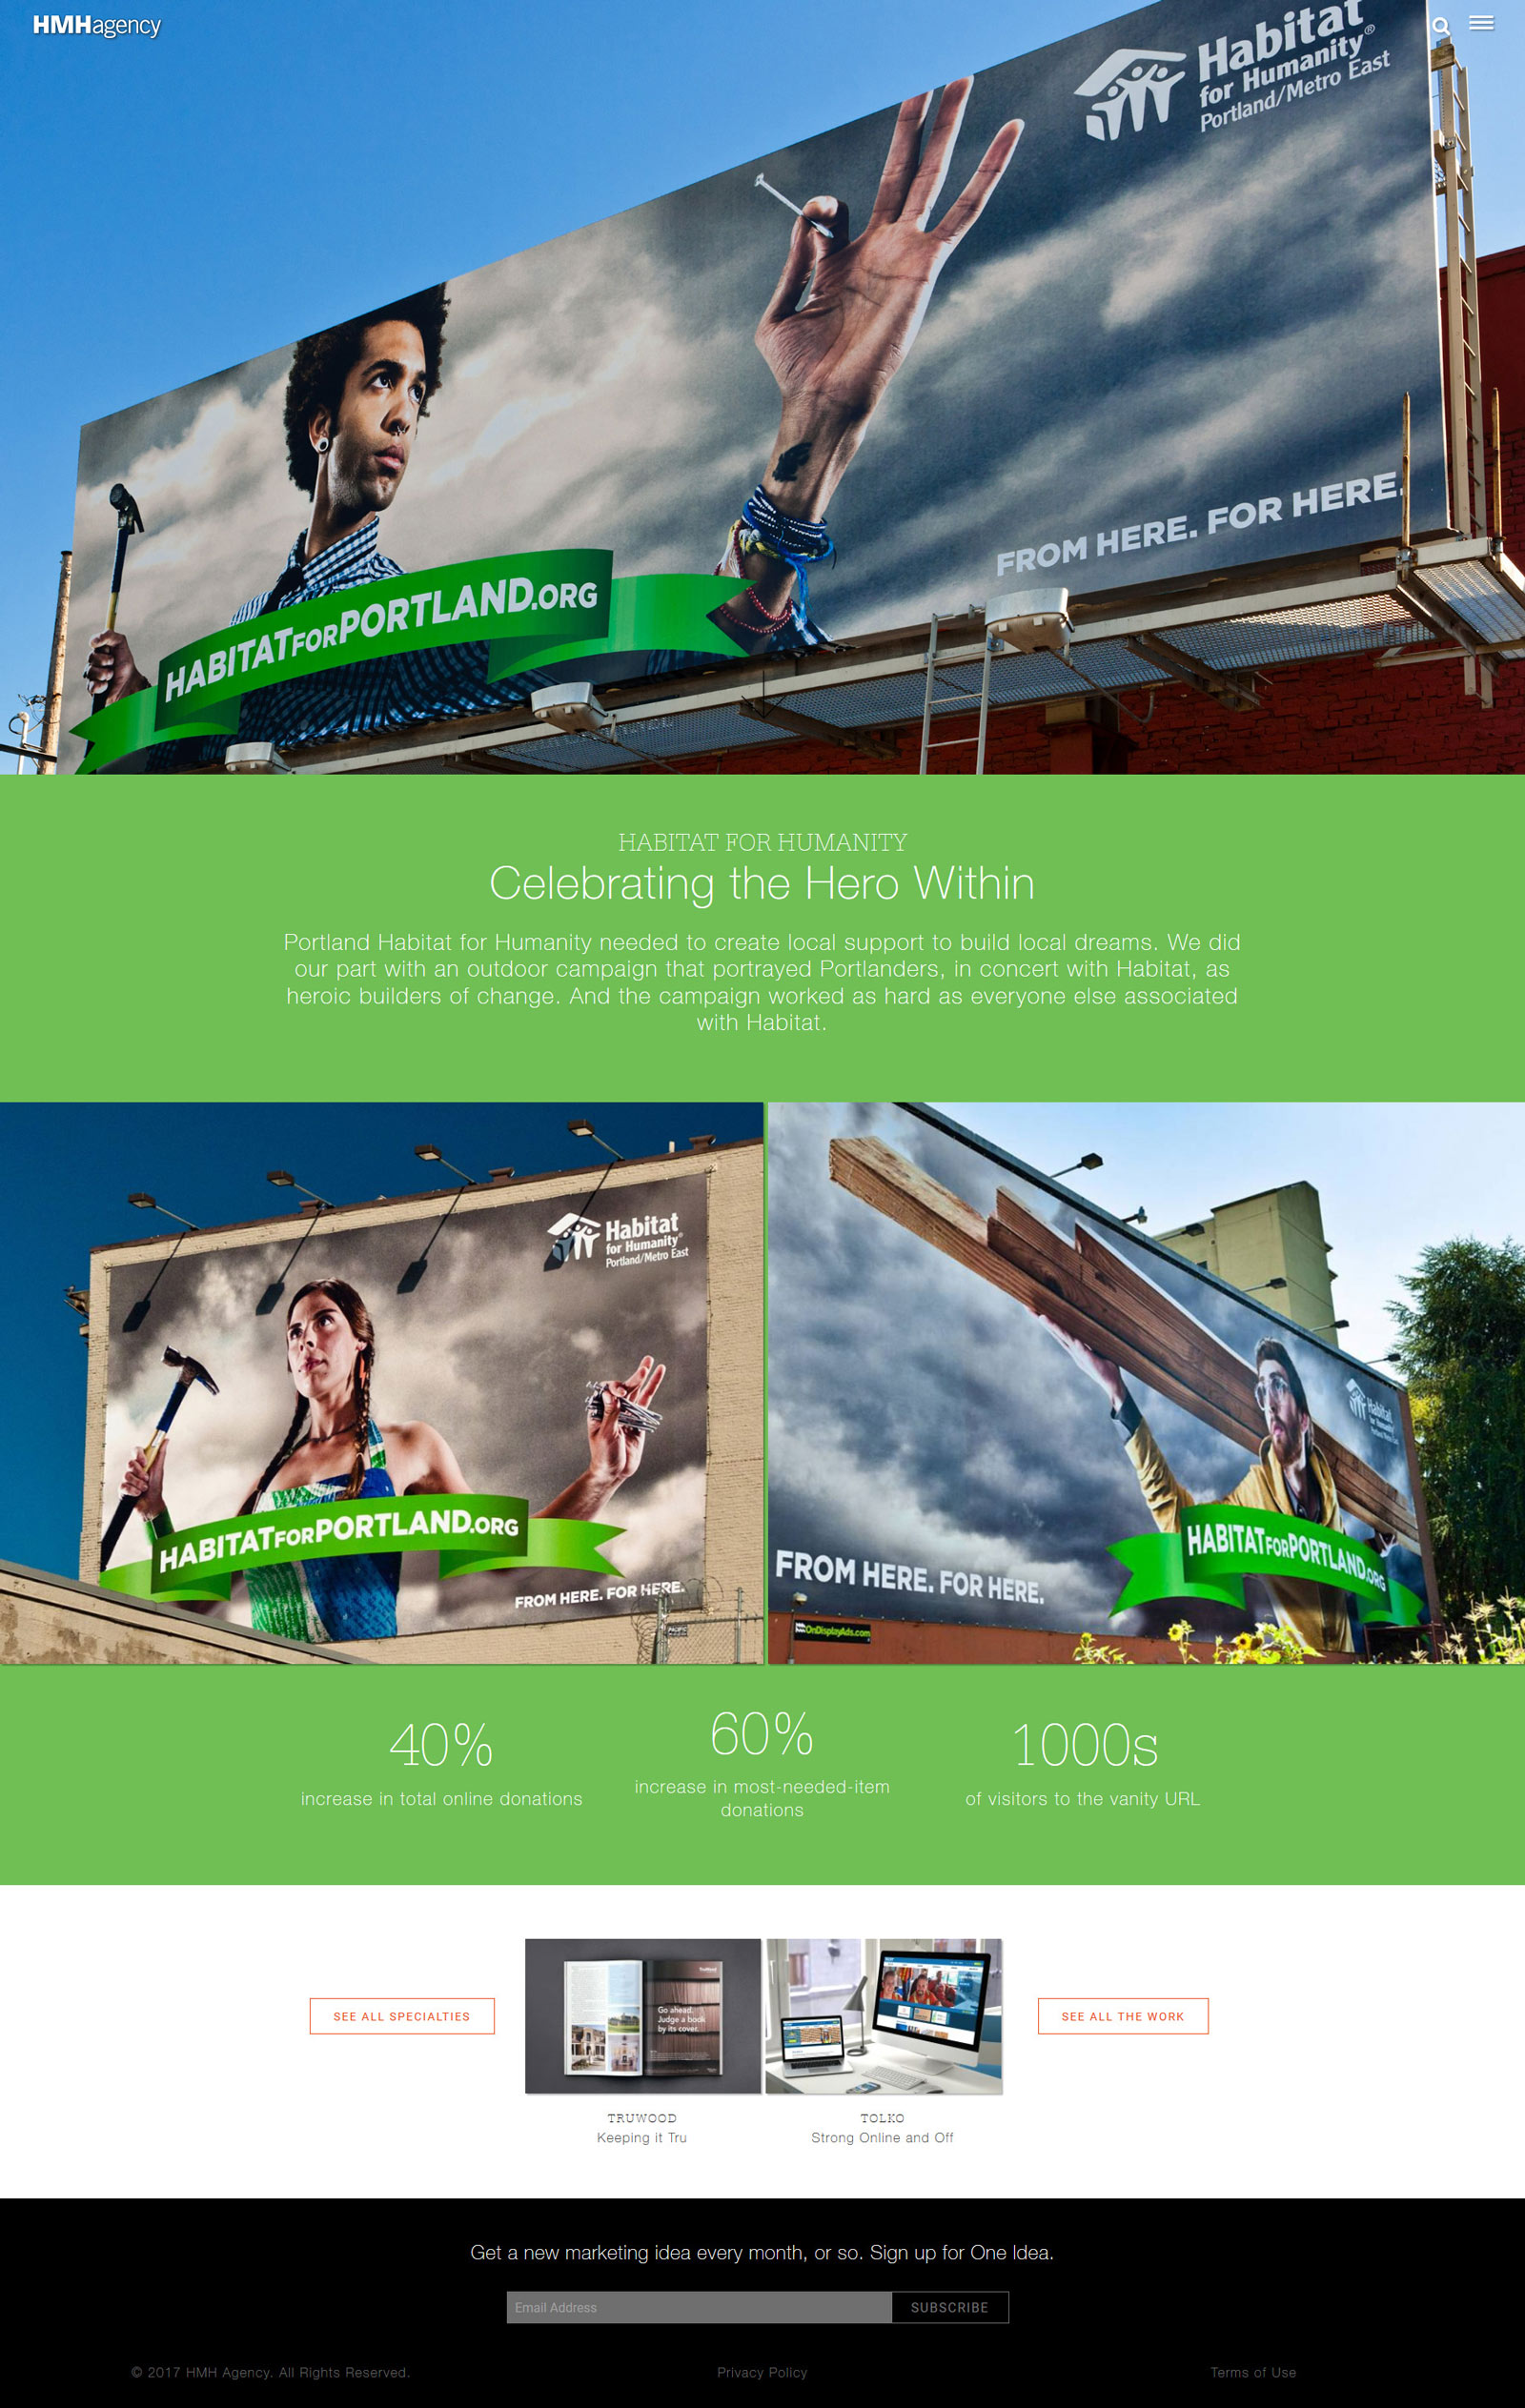 HMHagency
Habitat
for Humanity®
Portland/Metro East
FROM HERE. FOR HERE.
HABITATFORPORTLAND.ORG
HABITAT FOR HUMANITY
Celebrating the Hero Within
Portland Habitat for Humanity needed to create local support to build local dreams. We did
our part with an outdoor campaign that portrayed Portlanders, in concert with Habitat, as
heroic builders of change. And the campaign worked as hard as everyone else associated
with Habitat.
Habitat
for Humanity®
Portland/Metro East
HABITATFORPORTLAND.ORG
FROM HERE. FOR HERE.
Habitat
for Humanity
HABITATFORPORTLAND.ORG
FROM HERE. FOR HERE.
OnDisplayAds.com
40%
increase in total online donations
60%
increase in most-needed-item
donations
1000s
of visitors to the vanity URL
SEE ALL SPECIALTIES
Go ahead.
Judge a book
by its cover.
SEE ALL THE WORK
TRUWOOD
Keeping it Tru
TOLKO
Strong Online and Off
Get a new marketing idea every month, or so. Sign up for One Idea.
Email Address
SUBSCRIBE
© 2017 HMH Agency. All Rights Reserved.
Privacy Policy
Terms of Use